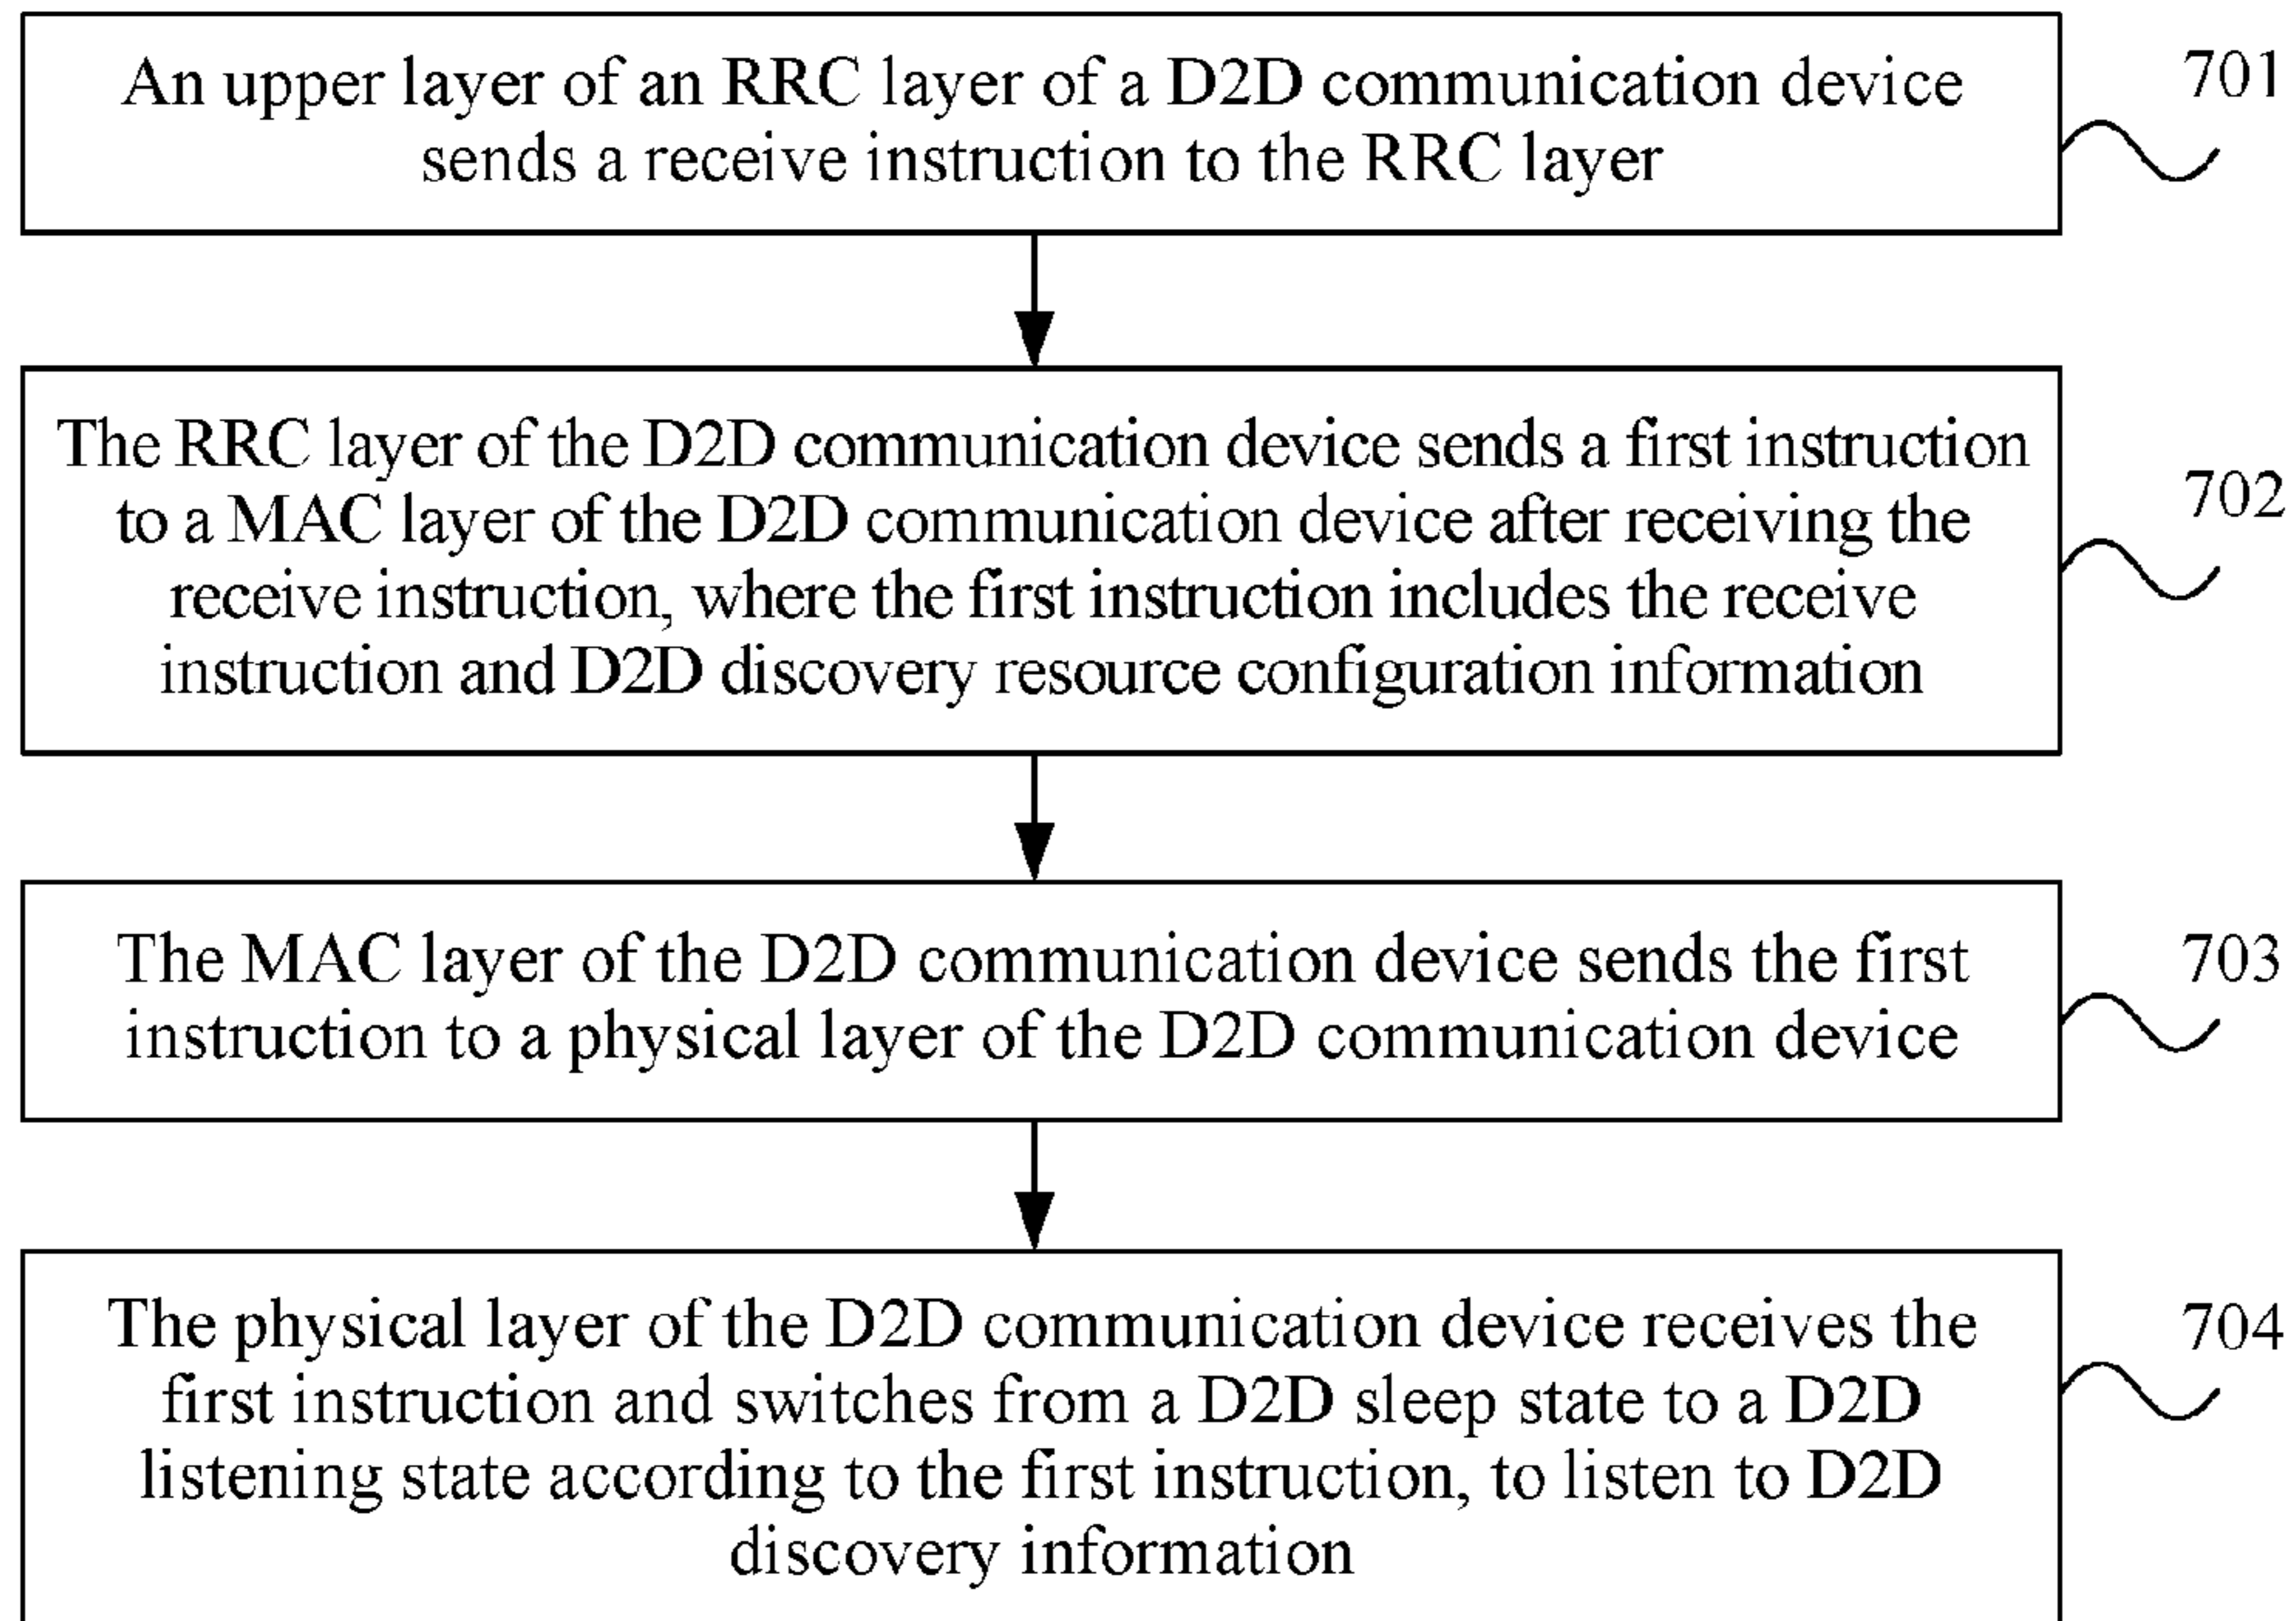 An upper layer of an RRC layer of a D2D communication device
sends a receive instruction to the RRC layer
701
The RRC layer of the D2D communication device sends a first instruction
to a MAC layer of the D2D communication device after receiving the
receive instruction, where the first instruction includes the receive
instruction and D2D discovery resource configuration information
702
The MAC layer of the D2D communication device sends the first
instruction to a physical layer of the D2D communication device
703
The physical layer of the D2D communication device receives the
first instruction and switches from a D2D sleep state to a D2D
listening state according to the first instruction, to listen to D2D
discovery information
704